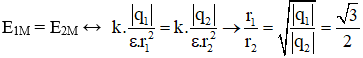 E₁M = E₂M ↔ k.|q₁|/(ε.r₁²) = k.|q₂|/(ε.r₂²) → r₁/r₂ = √(|q₁|/|q₂|) = √3/2